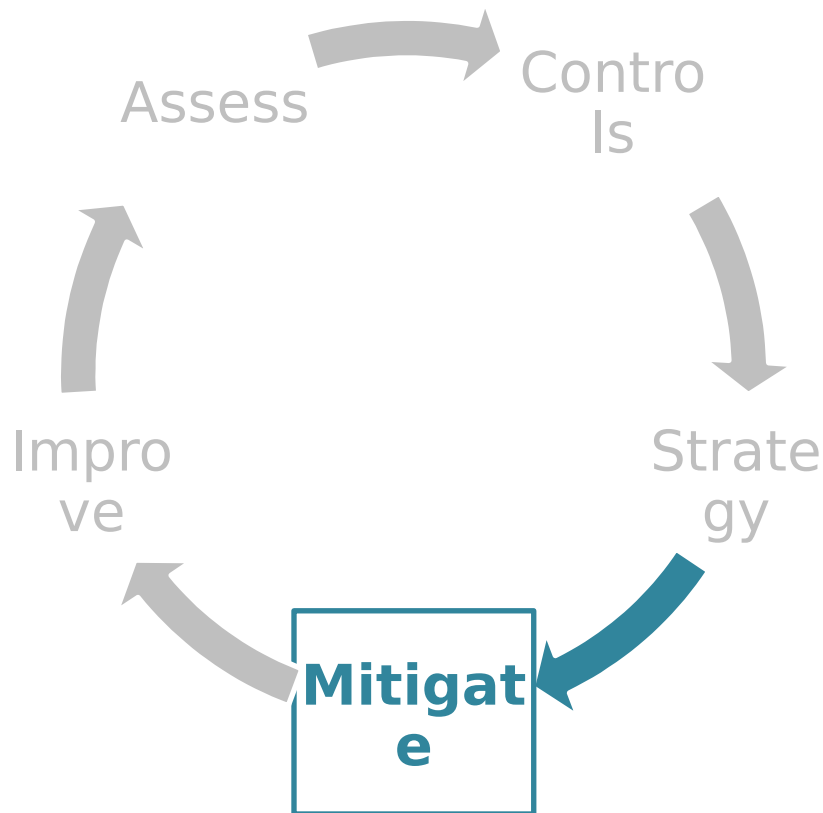 Assess
Contro
ls
Strate
gy
Mitigat
e
Impro
ve